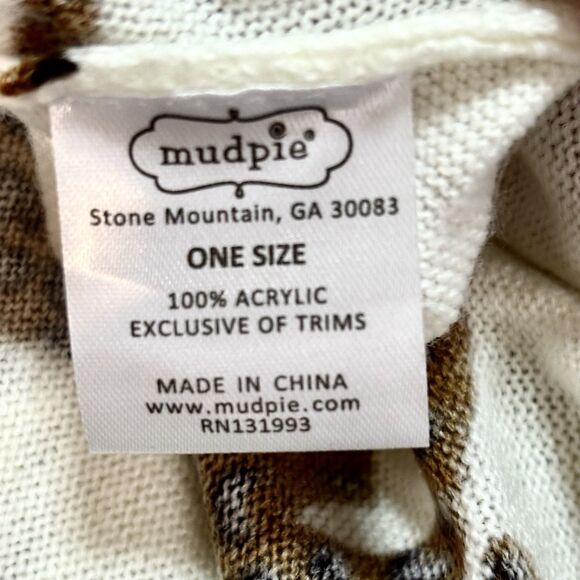 mudpie®
Stone Mountain, GA 30083
ONE SIZE
100% ACRYLIC
EXCLUSIVE OF TRIMS
MADE IN CHINA
www.mudpie.com
RN131993